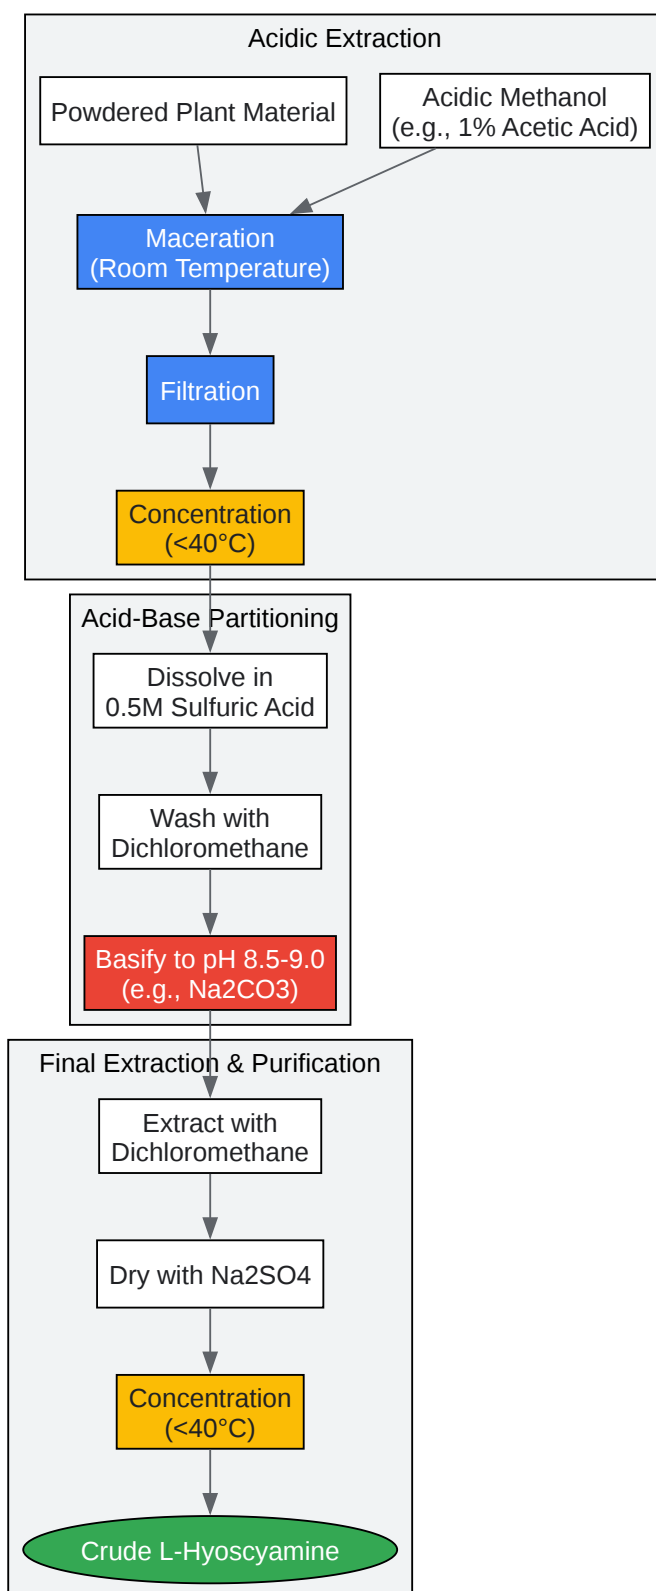 Acidic Extraction
Powdered Plant Material
Acidic Methanol
(e.g., 1% Acetic Acid)
Maceration
(Room Temperature)
Filtration
Concentration
(<40°C)
Acid-Base Partitioning
Dissolve in
0.5M Sulfuric Acid
Wash with
Dichloromethane
Basify to pH 8.5-9.0
(e.g., Na2CO3)
Final Extraction & Purification
Extract with
Dichloromethane
Dry with Na2SO4
Concentration
(<40°C)
Crude L-Hyoscyamine